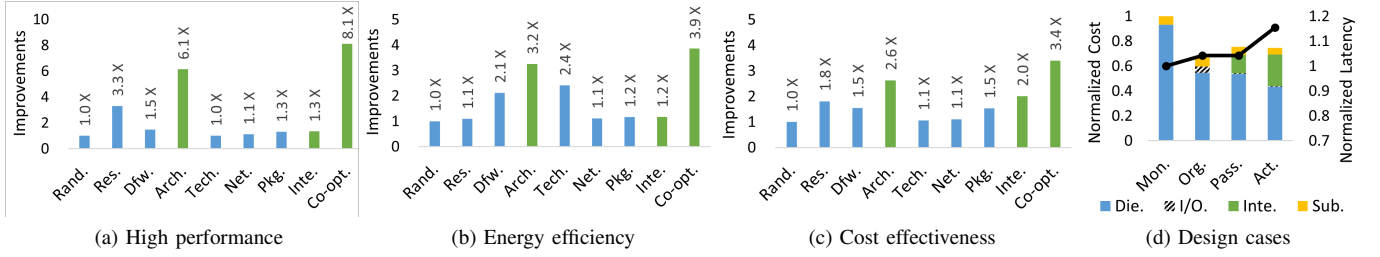 Improvements
10
8
6
4
2
0
1.0 X
3.3 X
1.5 X
6.1 X
1.0 X
1.1 X
1.3 X
1.3 X
8.1 X
Rand.
Res.
Dfw.
Arch.
Tech.
Net.
Pkg.
Inte.
Co-opt.
(a) High performance
Improvements
5
4
3
2
1
0
1.0 X
1.1 X
2.1 X
3.2 X
2.4 X
1.1 X
1.2 X
1.2 X
3.9 X
Rand.
Res.
Dfw.
Arch.
Tech.
Net.
Pkg.
Inte.
Co-opt.
(b) Energy efficiency
Improvements
5
4
3
2
1
0
1.0 X
1.8 X
1.5 X
2.6 X
1.1 X
1.1 X
1.5 X
2.0 X
3.4 X
Rand.
Res.
Dfw.
Arch.
Tech.
Net.
Pkg.
Inte.
Co-opt.
(c) Cost effectiveness
Normalized Cost
1
0.8
0.6
0.4
0.2
0
1.2
1.1
1
0.9
0.8
0.7
Normalized Latency
Mon.
Org.
Pass.
Act.
Die.
I/O.
Inte.
Sub.
(d) Design cases